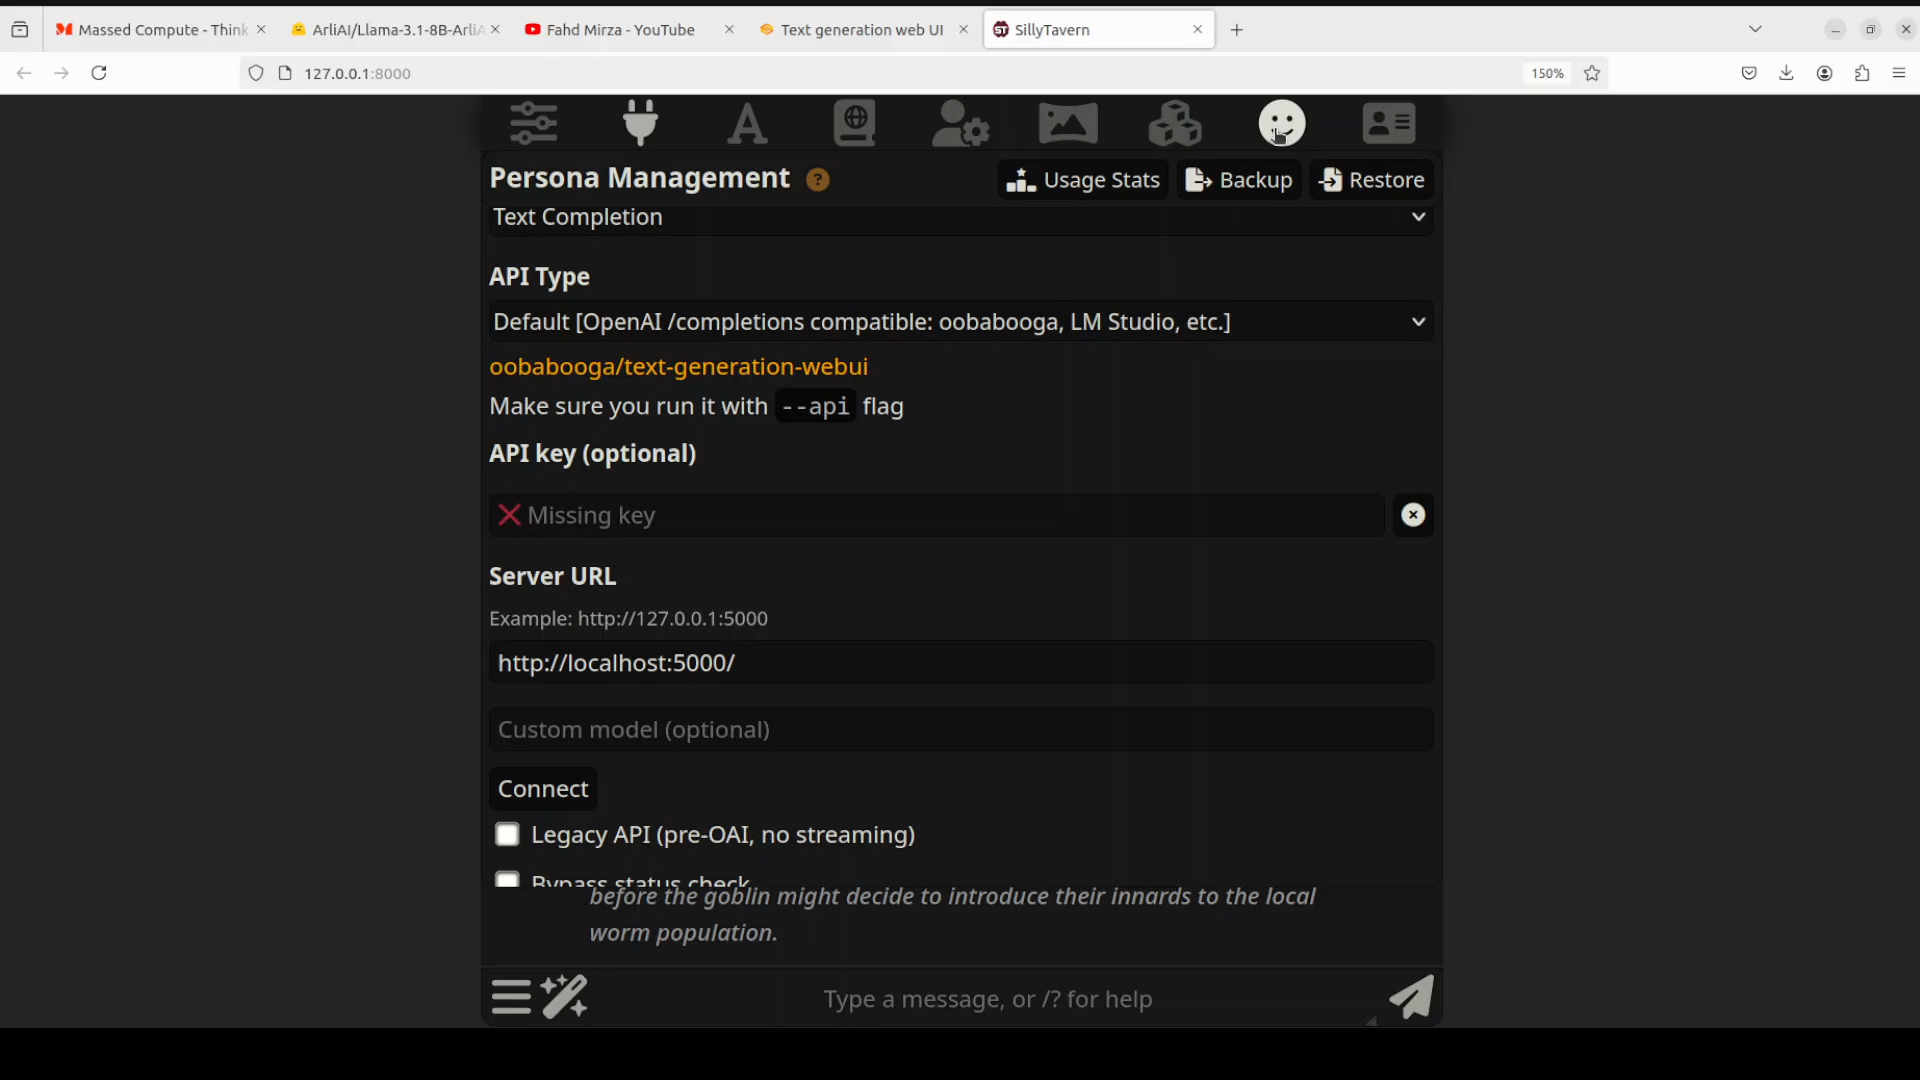 Massed Compute - Think
ArliAI/Llama-3.1-8B-ArliA
Fahd Mirza - YouTube
Text generation web UI
SillyTavern
127.0.0.1:8000
150%
Persona Management
Usage Stats
Backup
Restore
Text Completion
API Type
Default [OpenAI /completions compatible: oobabooga, LM Studio, etc.]
oobabooga/text-generation-webui
Make sure you run it with --api flag
API key (optional)
❌ Missing key
Server URL
Example: http://127.0.0.1:5000
http://localhost:5000/
Custom model (optional)
Connect
Legacy API (pre-OAI, no streaming)
Bypass status check
before the goblin might decide to introduce their innards to the local
worm population.
Type a message, or /? for help